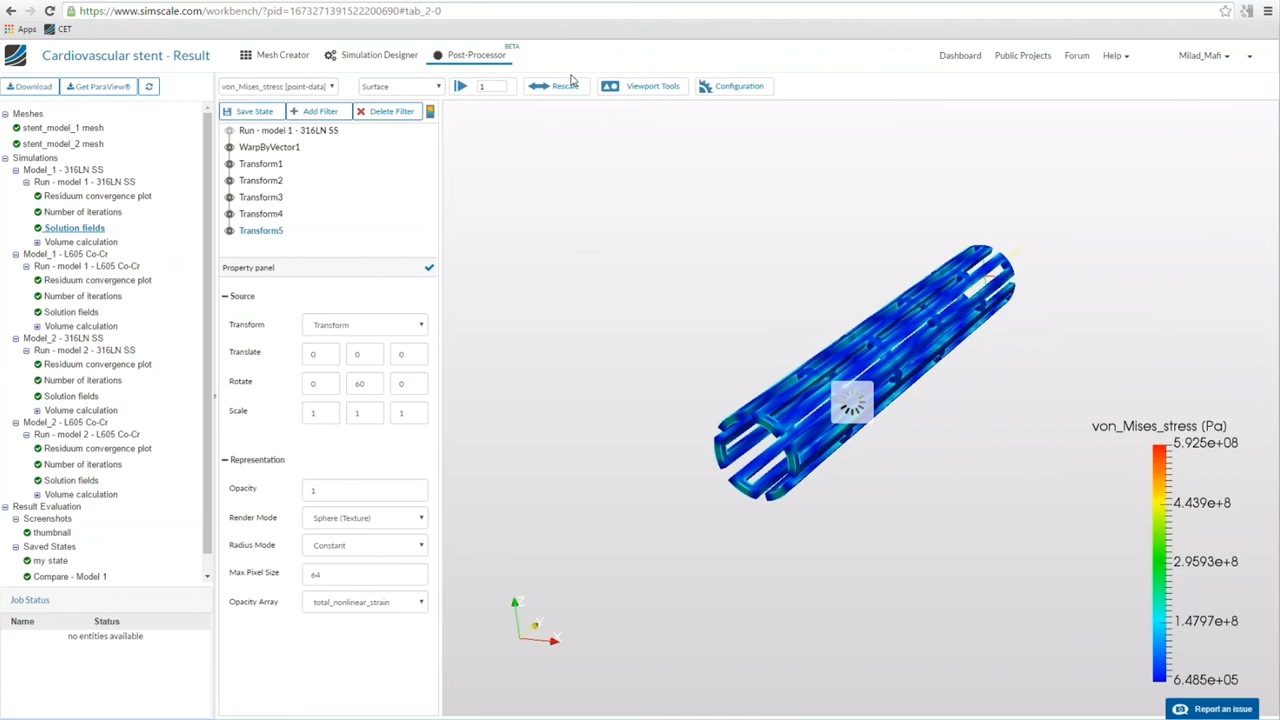 https://www.simscale.com/workbench/?pid=1673271391522200690#tab_2-0
Apps CET
Cardiovascular stent - Result Mesh Creator Simulation Designer Post-Processor BETA Dashboard Public Projects Forum Help Milad_Mafi
Download Get ParaView® von_Mises_stress [point-data] Surface 1 Rescale Viewport Tools Configuration
Save State Add Filter Delete Filter
Meshes
stent_model_1 mesh
stent_model_2 mesh
Simulations
Model_1 - 316LN SS
Run - model 1 - 316LN SS
Residuum convergence plot
Number of iterations
Solution fields
Volume calculation
Model_1 - L605 Co-Cr
Run - model 1 - L605 Co-Cr
Residuum convergence plot
Number of iterations
Solution fields
Volume calculation
Model_2 - 316LN SS
Run - model 2 - 316LN SS
Residuum convergence plot
Number of iterations
Solution fields
Volume calculation
Model_2 - L605 Co-Cr
Run - model 2 - L605 Co-Cr
Residuum convergence plot
Number of iterations
Solution fields
Volume calculation
Result Evaluation
Screenshots
thumbnail
Saved States
my state
Compare - Model 1
Job Status
Name Status
no entities available
Run - model 1 - 316LN SS
WarpByVector1
Transform1
Transform2
Transform3
Transform4
Transform5
Property panel
Source
Transform Transform
Translate 0 0 0
Rotate 0 60 0
Scale 1 1 1
Representation
Opacity 1
Render Mode Sphere (Texture)
Radius Mode Constant
Max Pixel Size 64
Opacity Array total_nonlinear_strain
Z
Y
X
von_Mises_stress (Pa)
5.925e+08
4.439e+8
2.9593e+8
1.4797e+8
6.485e+05
Report an issue